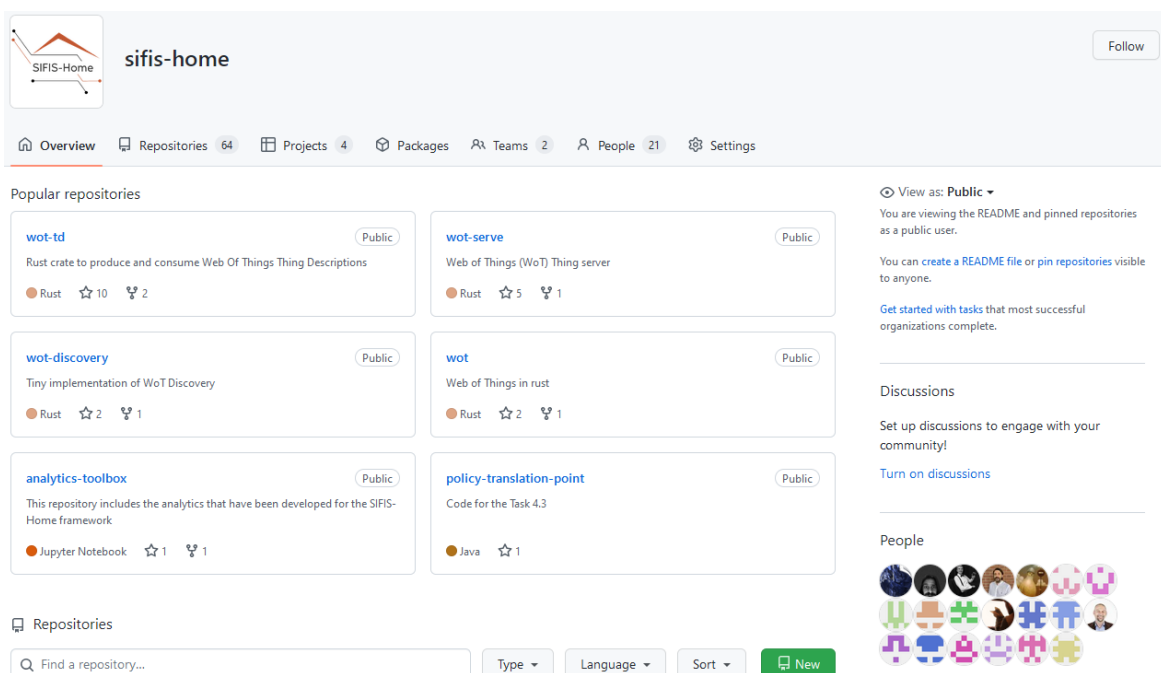 SIFIS-Home
sifis-home
Follow
Overview
Repositories 64
Projects 4
Packages
Teams 2
People 21
Settings
Popular repositories
wot-td Public
Rust crate to produce and consume Web Of Things Thing Descriptions
Rust 10 2
wot-serve Public
Web of Things (WoT) Thing server
Rust 5 1
wot-discovery Public
Tiny implementation of WoT Discovery
Rust 2 1
wot Public
Web of Things in rust
Rust 2 1
analytics-toolbox Public
This repository includes the analytics that have been developed for the SIFIS-
Home framework
Jupyter Notebook 1 1
policy-translation-point Public
Code for the Task 4.3
Java 1
Repositories
Find a repository...
Type
Language
Sort
New
View as: Public
You are viewing the README and pinned repositories
as a public user.
You can create a README file or pin repositories visible
to anyone.
Get started with tasks that most successful
organizations complete.
Discussions
Set up discussions to engage with your
community!
Turn on discussions
People